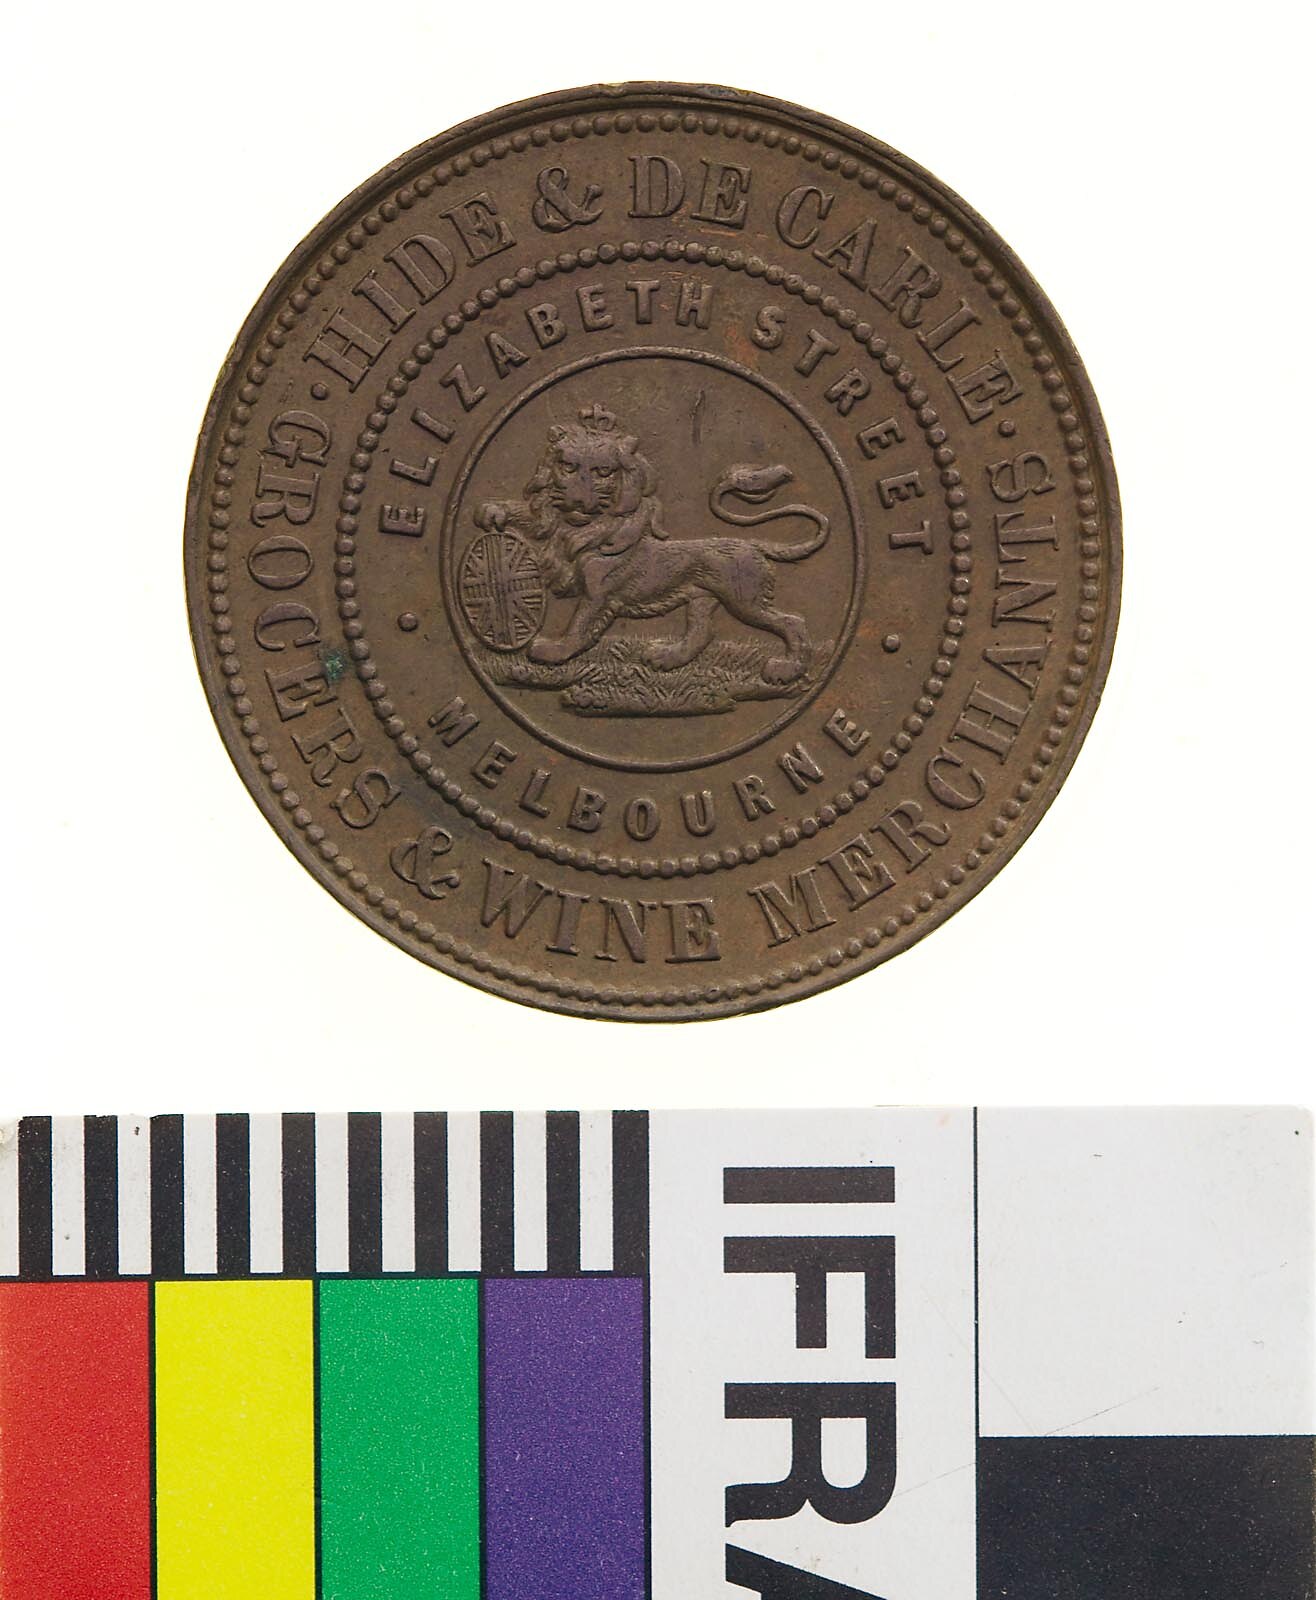 HIDE & DE CARLE
GROCERS & WINE MERCHANTS
ELIZABETH STREET
MELBOURNE
IFRA